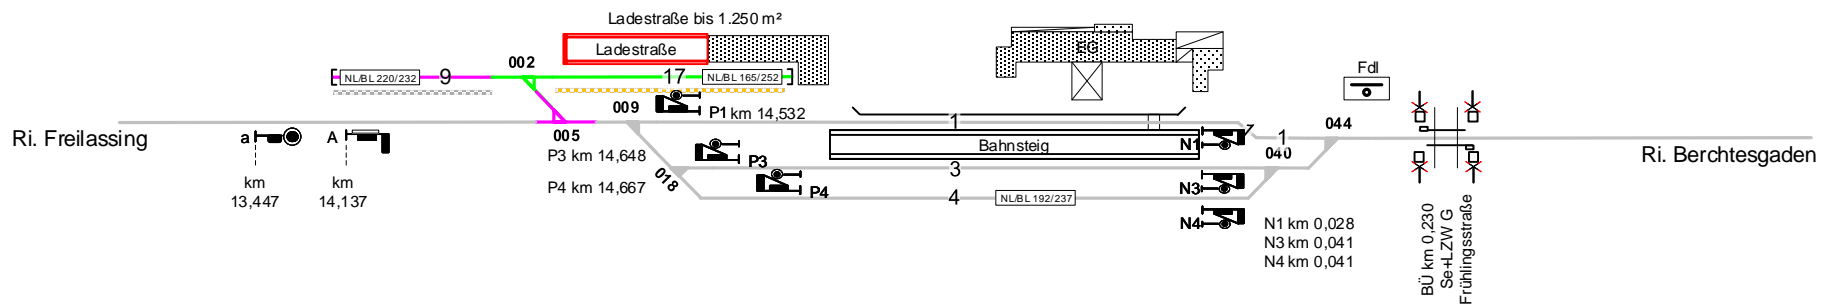 Ladestraße bis 1.250 m²
Ladestraße
EG
002
Fdl
NL/BL 220/232
9
17
NL/BL 165/252
009
P1 km 14,532
1
044
Ri. Freilassing
a
A
005
N1
1
Bahnsteig
Ri. Berchtesgaden
P3 km 14,648
P3
040
3
km
13,447
km
14,137
P4 km 14,667
018
P4
4
NL/BL 192/237
N3
N4
N1 km 0,028
N3 km 0,041
N4 km 0,041
BÜ km 0,230
Se+LZW G
Frühlingsstraße